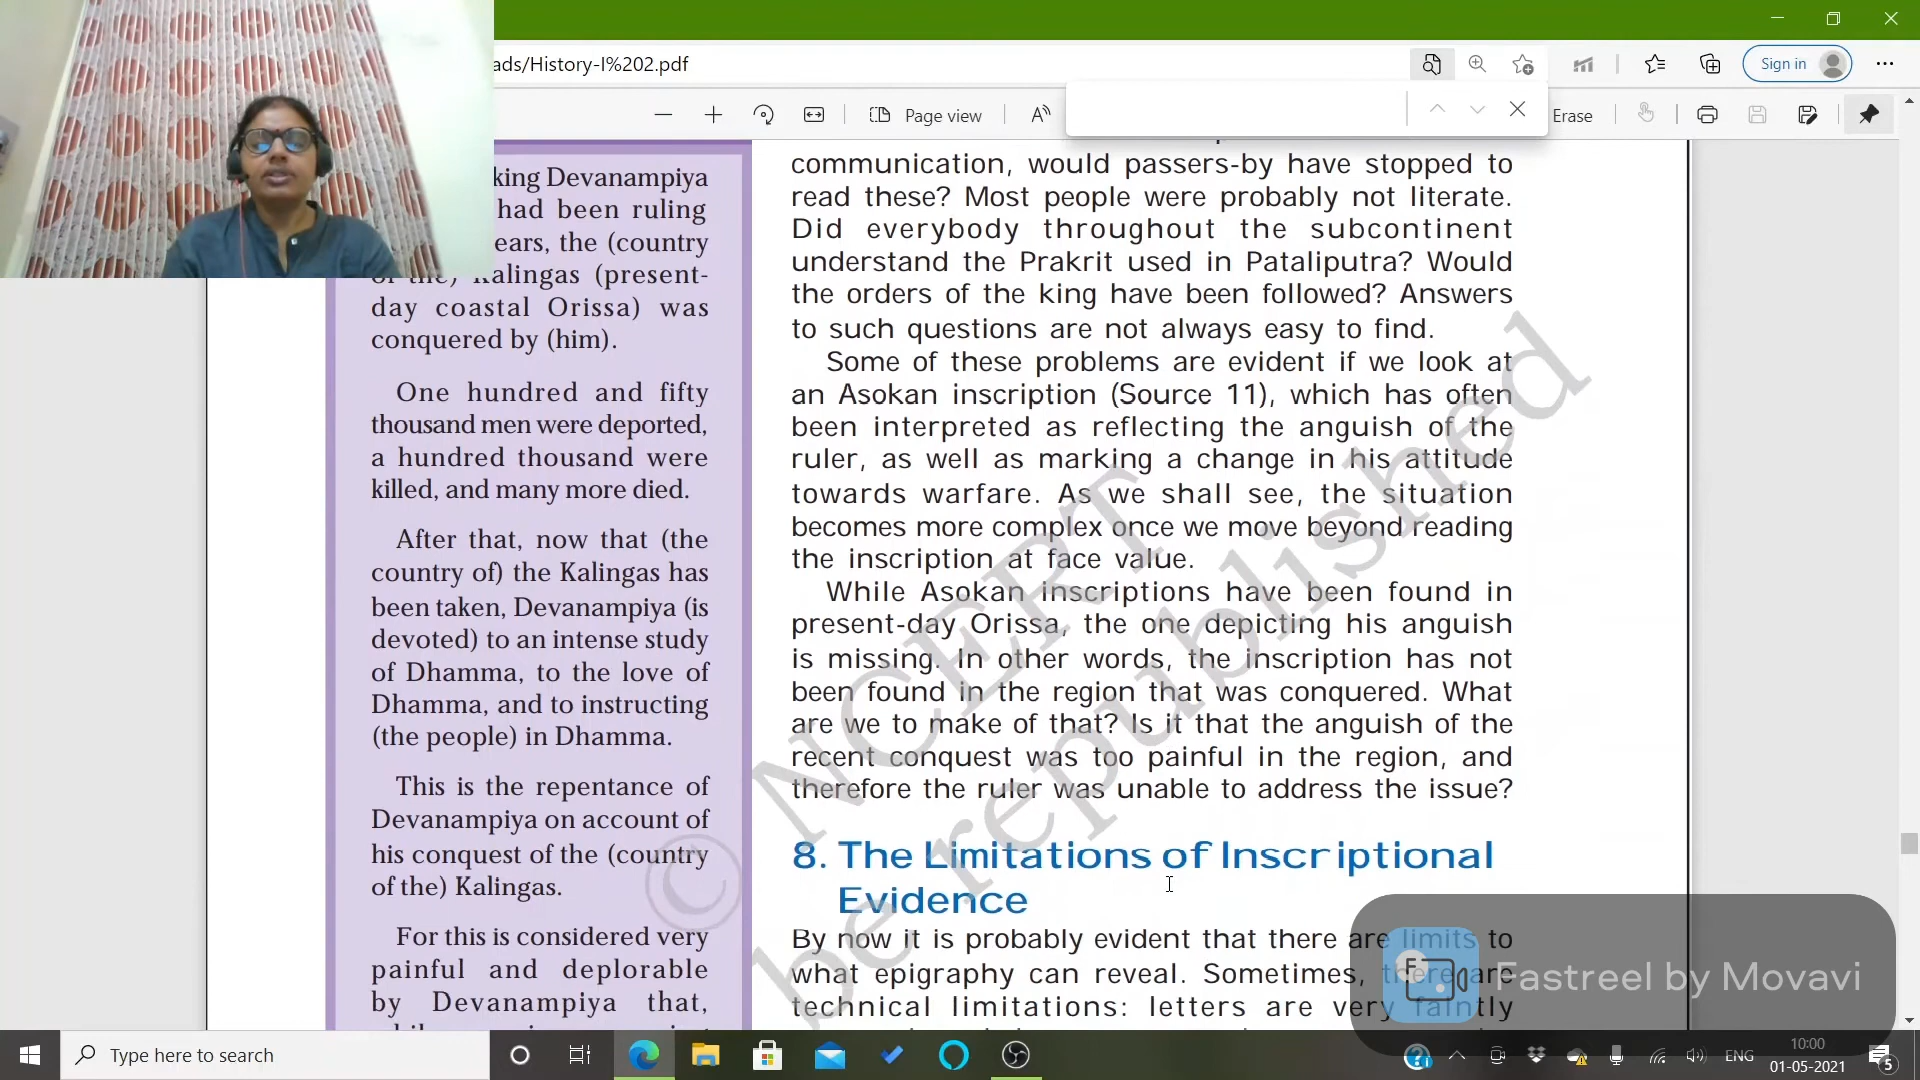 ads/History-I%202.pdf
Sign in
Page view
Erase
king Devanampiya
had been ruling
ears, the (country
of the) Kalingas (present-
day coastal Orissa) was
conquered by (him).
One hundred and fifty
thousand men were deported,
a hundred thousand were
killed, and many more died.
After that, now that (the
country of) the Kalingas has
been taken, Devanampiya (is
devoted) to an intense study
of Dhamma, to the love of
Dhamma, and to instructing
(the people) in Dhamma.
This is the repentance of
Devanampiya on account of
his conquest of the (country
of the) Kalingas.
For this is considered very
painful and deplorable
by Devanampiya that,
communication, would passers-by have stopped to
read these? Most people were probably not literate.
Did everybody throughout the subcontinent
understand the Prakrit used in Pataliputra? Would
the orders of the king have been followed? Answers
to such questions are not always easy to find.
Some of these problems are evident if we look at
an Asokan inscription (Source 11), which has often
been interpreted as reflecting the anguish of the
ruler, as well as marking a change in his attitude
towards warfare. As we shall see, the situation
becomes more complex once we move beyond reading
the inscription at face value.
While Asokan inscriptions have been found in
present-day Orissa, the one depicting his anguish
is missing. In other words, the inscription has not
been found in the region that was conquered. What
are we to make of that? Is it that the anguish of the
recent conquest was too painful in the region, and
therefore the ruler was unable to address the issue?
8. The Limitations of Inscriptional
Evidence
By now it is probably evident that there are limits to
what epigraphy can reveal. Sometimes, there are
technical limitations: letters are very faintly
© NCERT
be republished
Fastreel by Movavi
Type here to search
ENG
10:00
01-05-2021
5